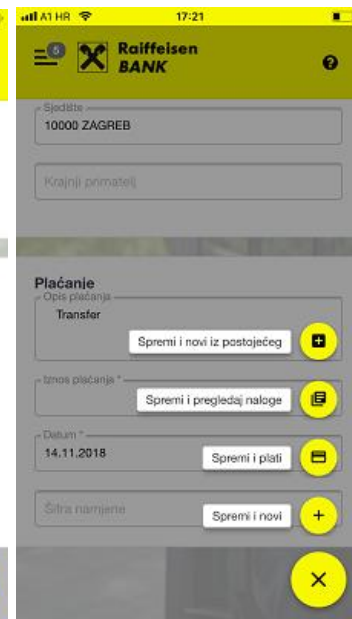 A1 HR 17:21
5
Raiffeisen
BANK
Sjedište
10000 ZAGREB
Krajnji primatelj
Plaćanje
Opis plaćanja
Transfer
Spremi i novi iz postojećeg
Iznos plaćanja *
Spremi i pregledaj naloge
Datum *
14.11.2018
Spremi i plati
Šifra namjene
Spremi i novi